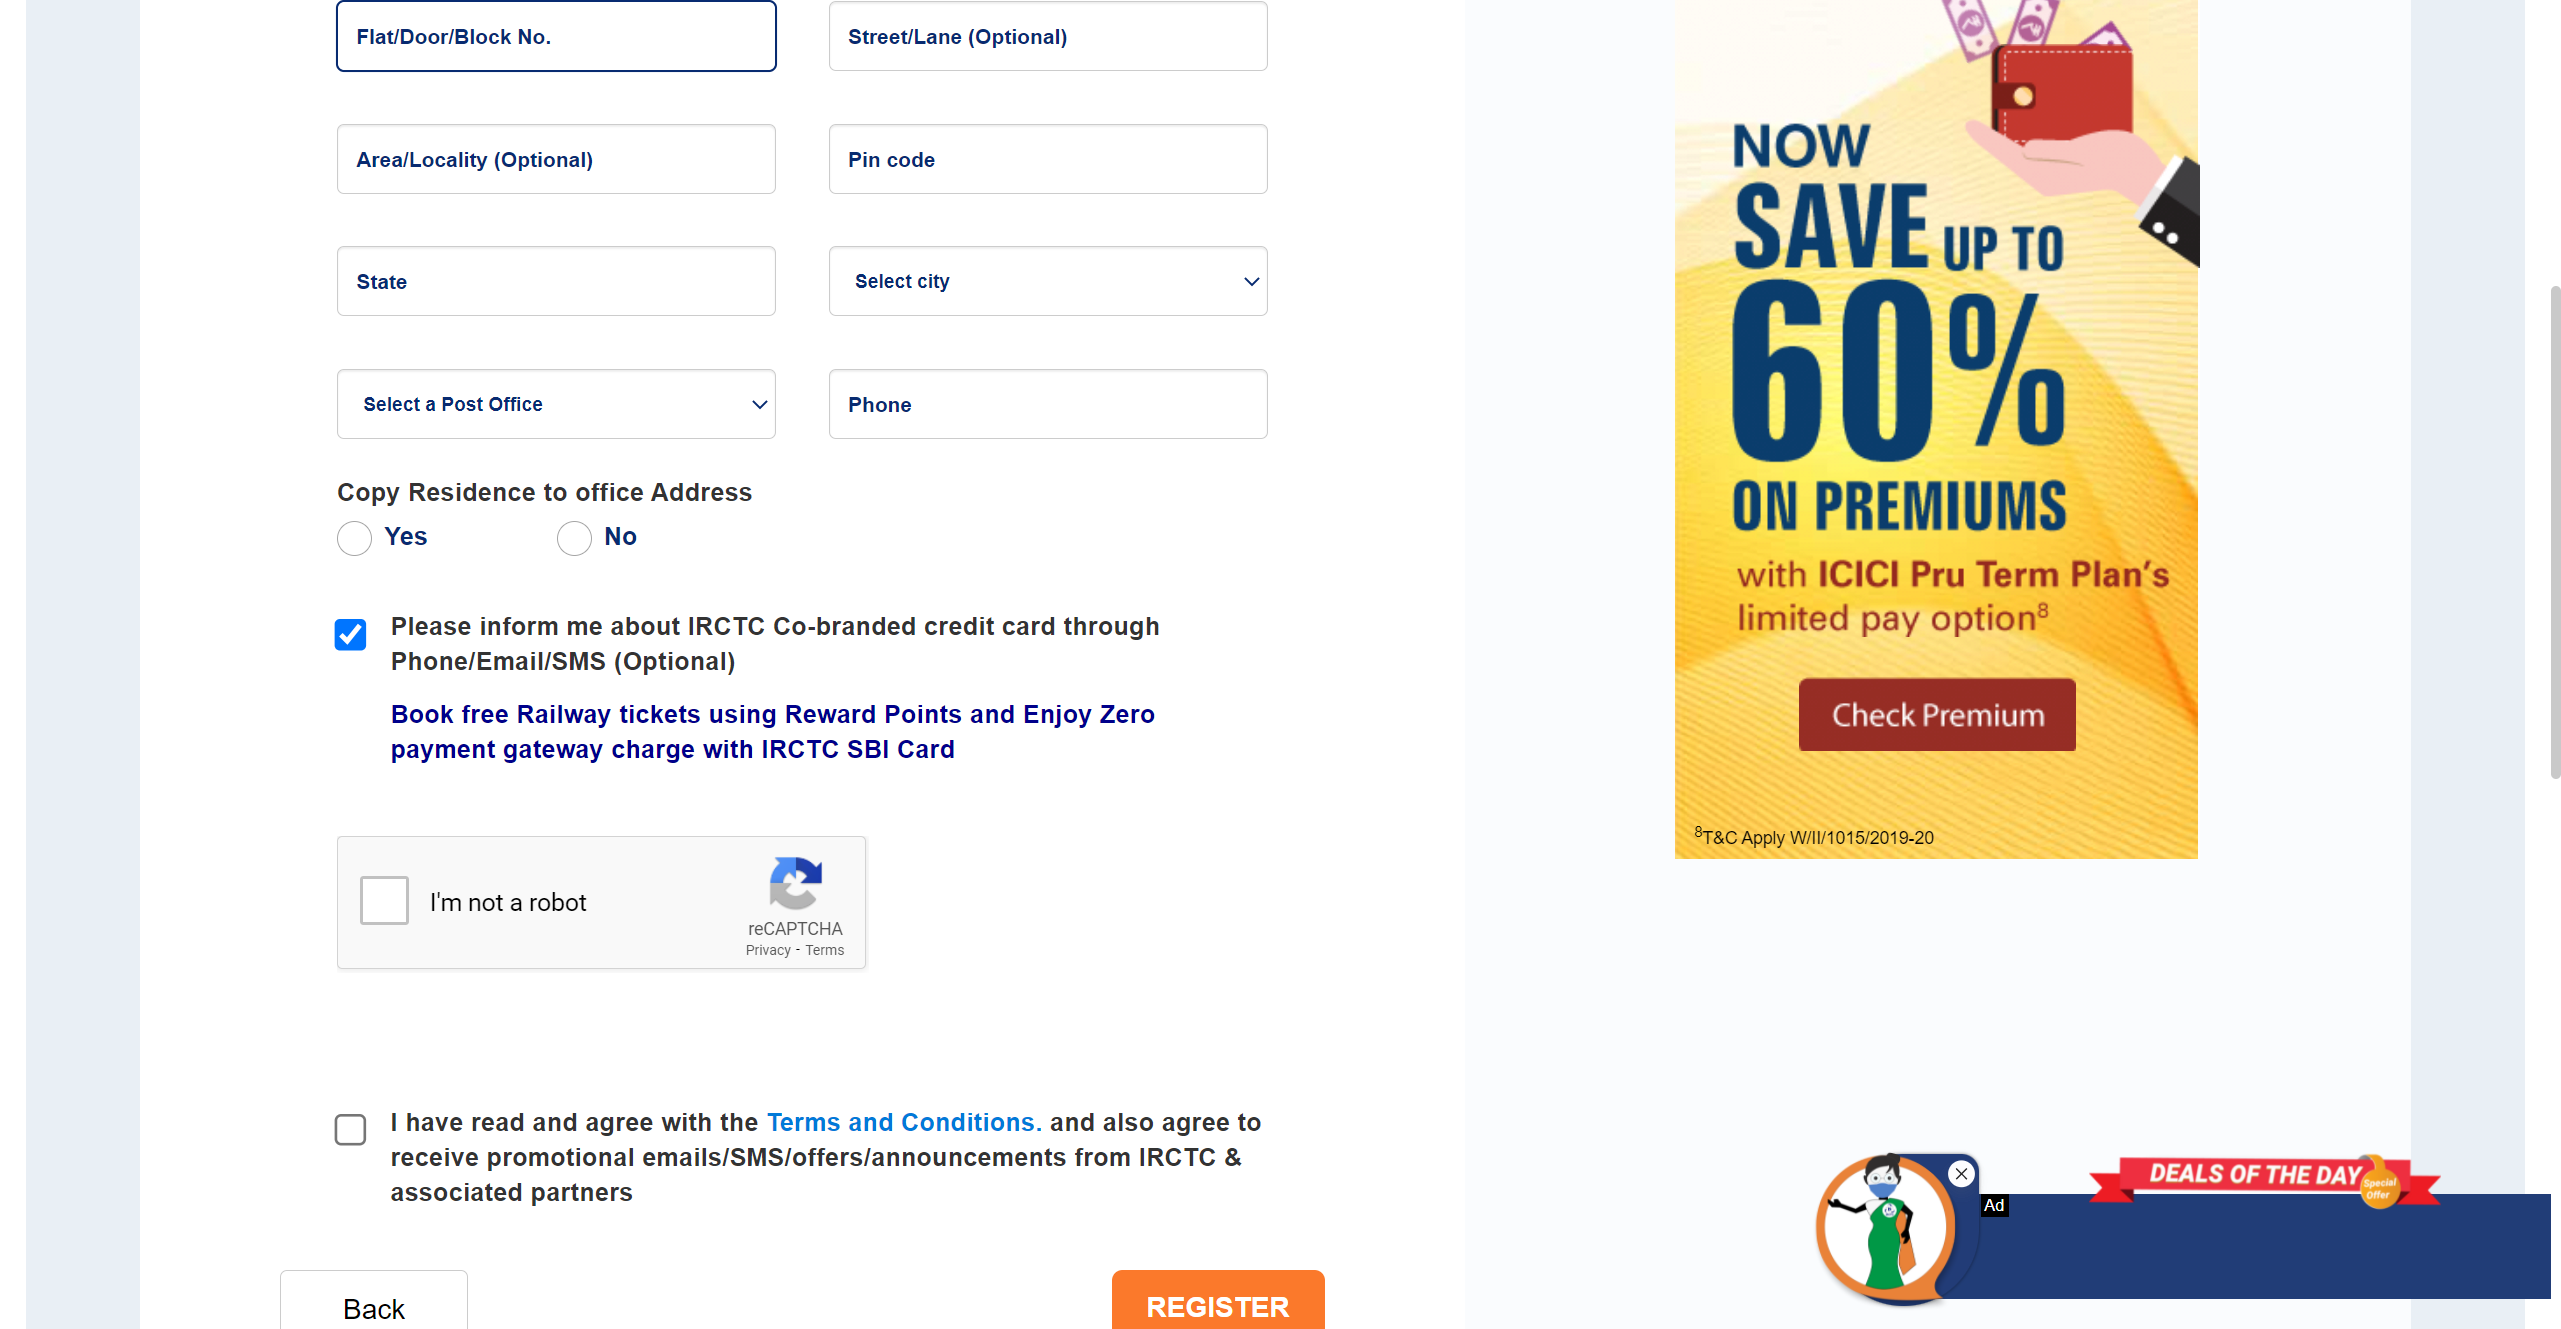 Flat/Door/Block No.
Street/Lane (Optional)
Area/Locality (Optional)
Pin code
State
Select city
Select a Post Office
Phone
Copy Residence to office Address
Yes
No
Please inform me about IRCTC Co-branded credit card through
Phone/Email/SMS (Optional)
Book free Railway tickets using Reward Points and Enjoy Zero
payment gateway charge with IRCTC SBI Card
I'm not a robot
reCAPTCHA
Privacy - Terms
I have read and agree with the Terms and Conditions. and also agree to
receive promotional emails/SMS/offers/announcements from IRCTC &
associated partners
Back
REGISTER
NOW
SAVE UP TO
60%
ON PREMIUMS
with ICICI Pru Term Plan's
limited pay option⁸
Check Premium
⁸T&C Apply W/II/1015/2019-20
DEALS OF THE DAY
Special
Offer
Ad